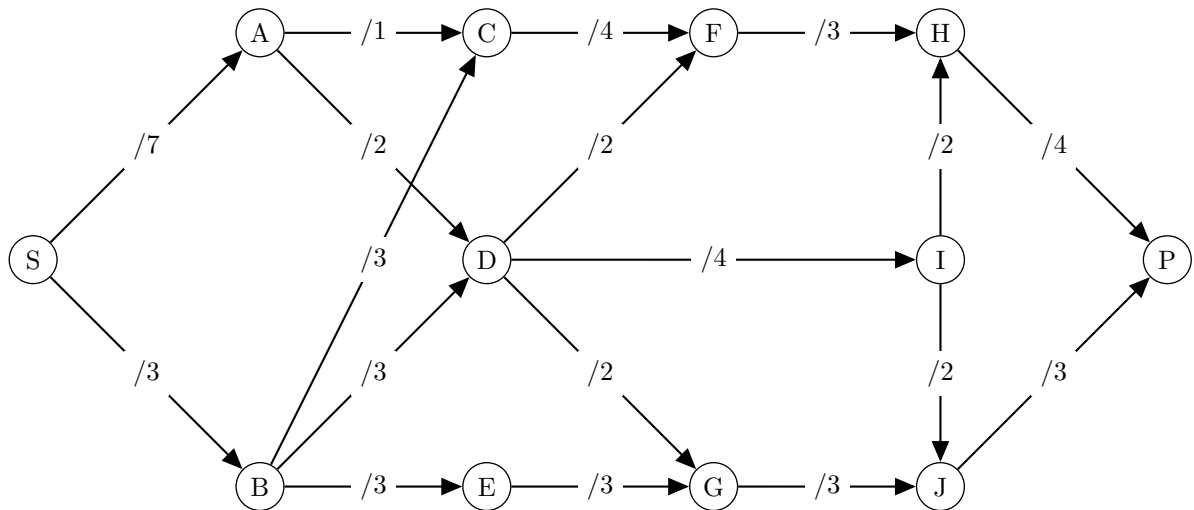 A /1 C /4 F /3 H
/7 /2 /2 /2 /4
S /3 D /4 I P
/3 /3 /2 /2 /3
B /3 E /3 G /3 J